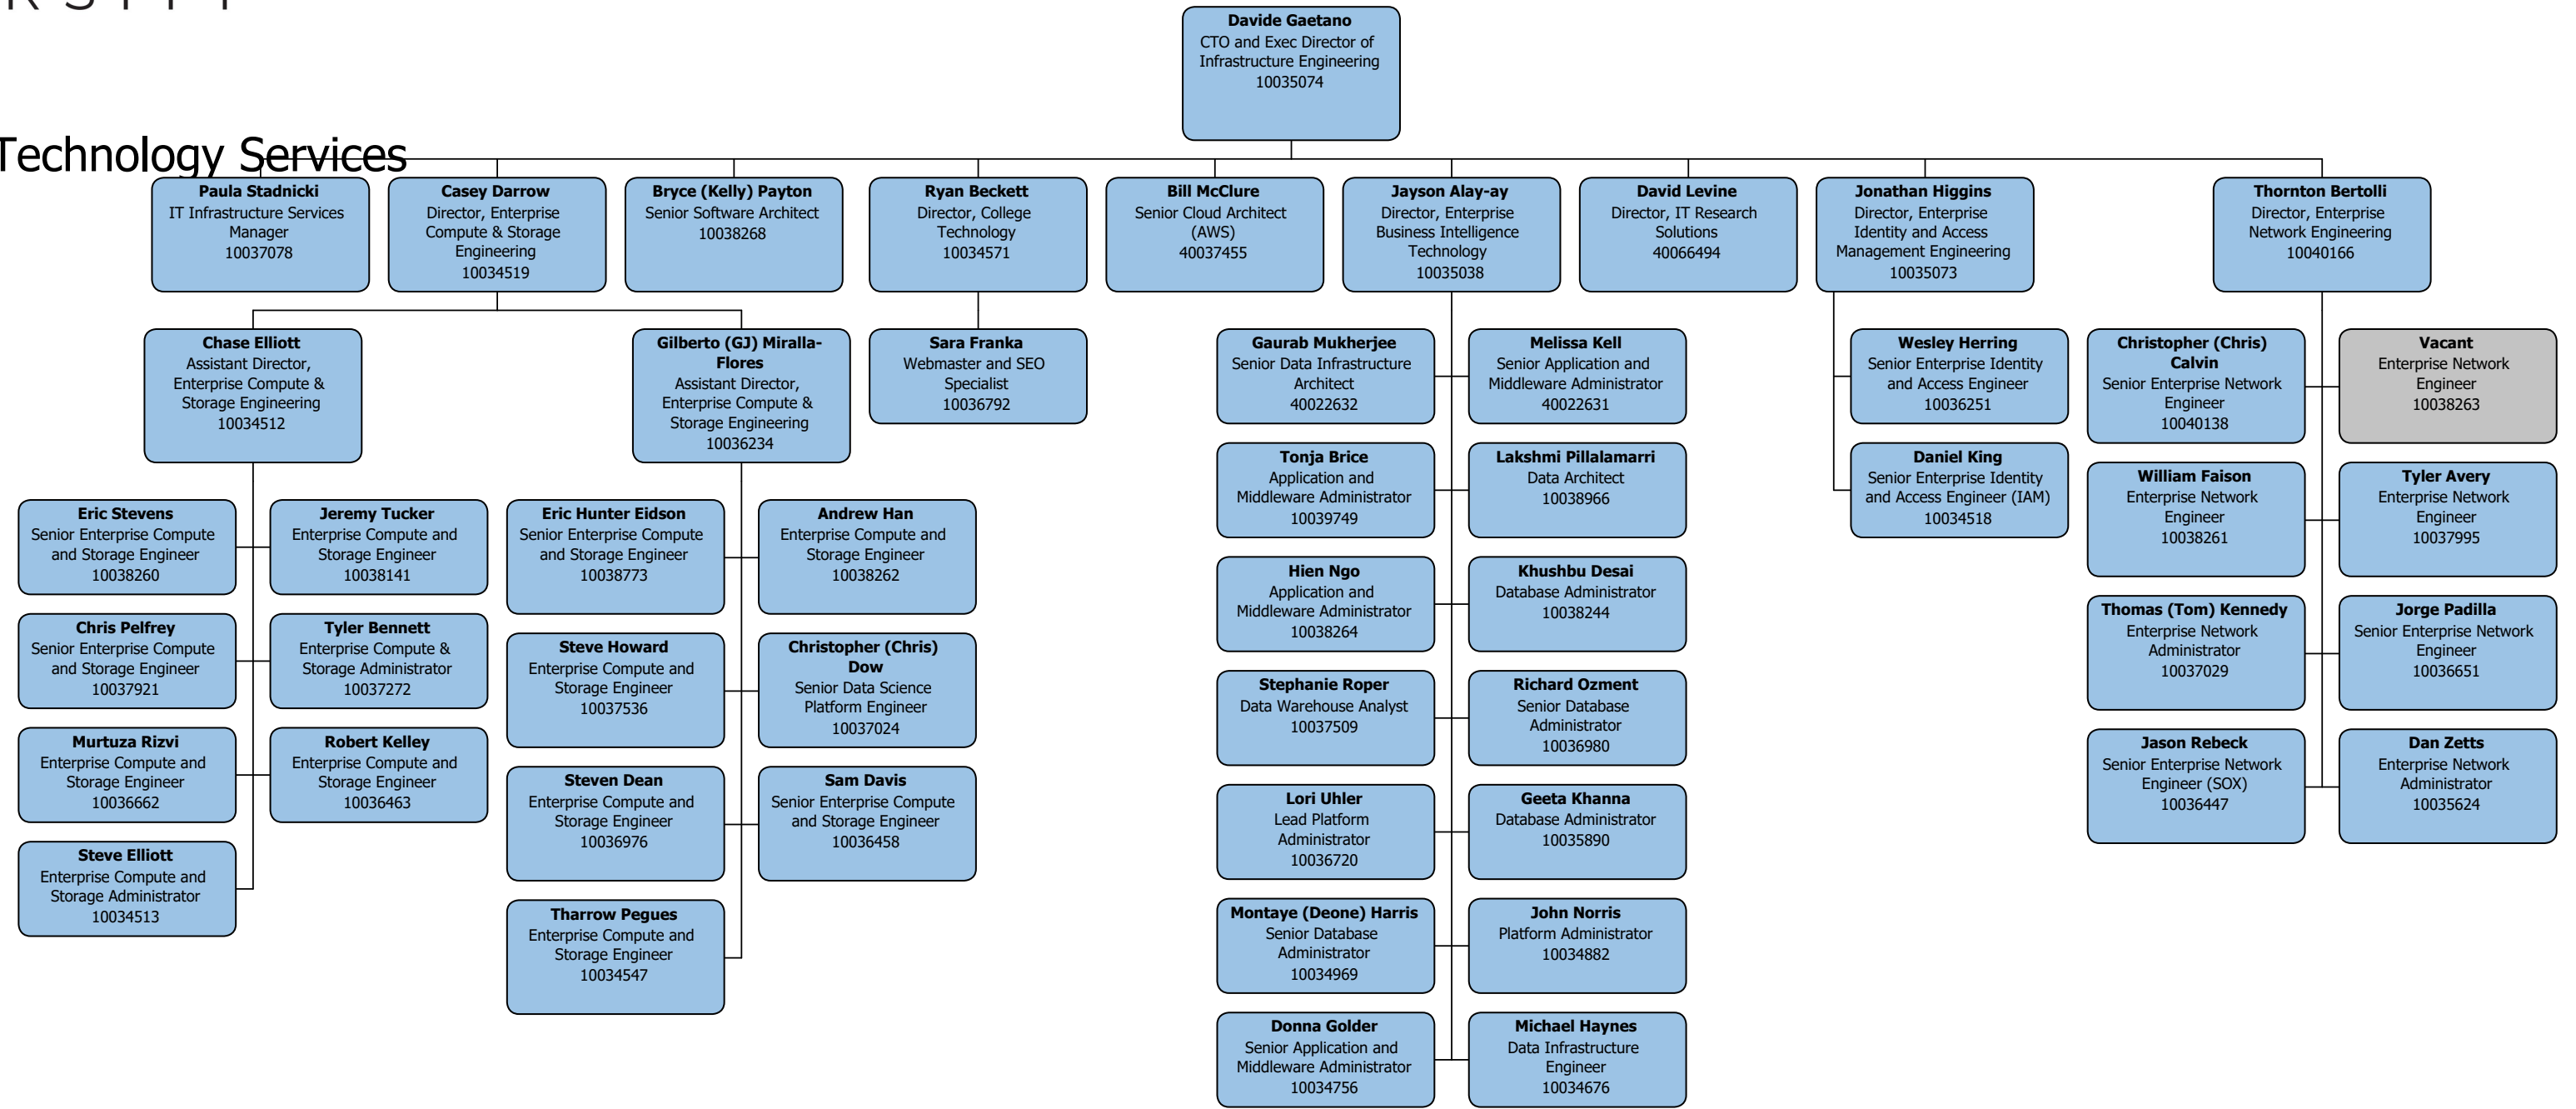 R S I T Y
Davide Gaetano
CTO and Exec Director of
Infrastructure Engineering
10035074
Technology Services
Paula Stadnicki
IT Infrastructure Services
Manager
10037078
Casey Darrow
Director, Enterprise
Compute & Storage
Engineering
10034519
Bryce (Kelly) Payton
Senior Software Architect
10038268
Ryan Beckett
Director, College
Technology
10034571
Bill McClure
Senior Cloud Architect
(AWS)
40037455
Jayson Alay-ay
Director, Enterprise
Business Intelligence
Technology
10035038
David Levine
Director, IT Research
Solutions
40066494
Jonathan Higgins
Director, Enterprise
Identity and Access
Management Engineering
10035073
Thornton Bertolli
Director, Enterprise
Network Engineering
10040166
Chase Elliott
Assistant Director,
Enterprise Compute &
Storage Engineering
10034512
Gilberto (GJ) Miralla-
Flores
Assistant Director,
Enterprise Compute &
Storage Engineering
10036234
Sara Franka
Webmaster and SEO
Specialist
10036792
Gaurab Mukherjee
Senior Data Infrastructure
Architect
40022632
Melissa Kell
Senior Application and
Middleware Administrator
40022631
Wesley Herring
Senior Enterprise Identity
and Access Engineer
10036251
Christopher (Chris)
Calvin
Senior Enterprise Network
Engineer
10040138
Vacant
Enterprise Network
Engineer
10038263
Tonja Brice
Application and
Middleware Administrator
10039749
Lakshmi Pillalamarri
Data Architect
10038966
Daniel King
Senior Enterprise Identity
and Access Engineer (IAM)
10034518
William Faison
Enterprise Network
Engineer
10038261
Tyler Avery
Enterprise Network
Engineer
10037995
Eric Stevens
Senior Enterprise Compute
and Storage Engineer
10038260
Jeremy Tucker
Enterprise Compute and
Storage Engineer
10038141
Eric Hunter Eidson
Senior Enterprise Compute
and Storage Engineer
10038773
Andrew Han
Enterprise Compute and
Storage Engineer
10038262
Hien Ngo
Application and
Middleware Administrator
10038264
Khushbu Desai
Database Administrator
10038244
Thomas (Tom) Kennedy
Enterprise Network
Administrator
10037029
Jorge Padilla
Senior Enterprise Network
Engineer
10036651
Chris Pelfrey
Senior Enterprise Compute
and Storage Engineer
10037921
Tyler Bennett
Enterprise Compute &
Storage Administrator
10037272
Steve Howard
Enterprise Compute and
Storage Engineer
10037536
Christopher (Chris)
Dow
Senior Data Science
Platform Engineer
10037024
Stephanie Roper
Data Warehouse Analyst
10037509
Richard Ozment
Senior Database
Administrator
10036980
Jason Rebeck
Senior Enterprise Network
Engineer (SOX)
10036447
Dan Zetts
Enterprise Network
Administrator
10035624
Murtuza Rizvi
Enterprise Compute and
Storage Engineer
10036662
Robert Kelley
Enterprise Compute and
Storage Engineer
10036463
Steven Dean
Enterprise Compute and
Storage Engineer
10036976
Sam Davis
Senior Enterprise Compute
and Storage Engineer
10036458
Lori Uhler
Lead Platform
Administrator
10036720
Geeta Khanna
Database Administrator
10035890
Steve Elliott
Enterprise Compute and
Storage Administrator
10034513
Tharrow Pegues
Enterprise Compute and
Storage Engineer
10034547
Montaye (Deone) Harris
Senior Database
Administrator
10034969
John Norris
Platform Administrator
10034882
Donna Golder
Senior Application and
Middleware Administrator
10034756
Michael Haynes
Data Infrastructure
Engineer
10034676